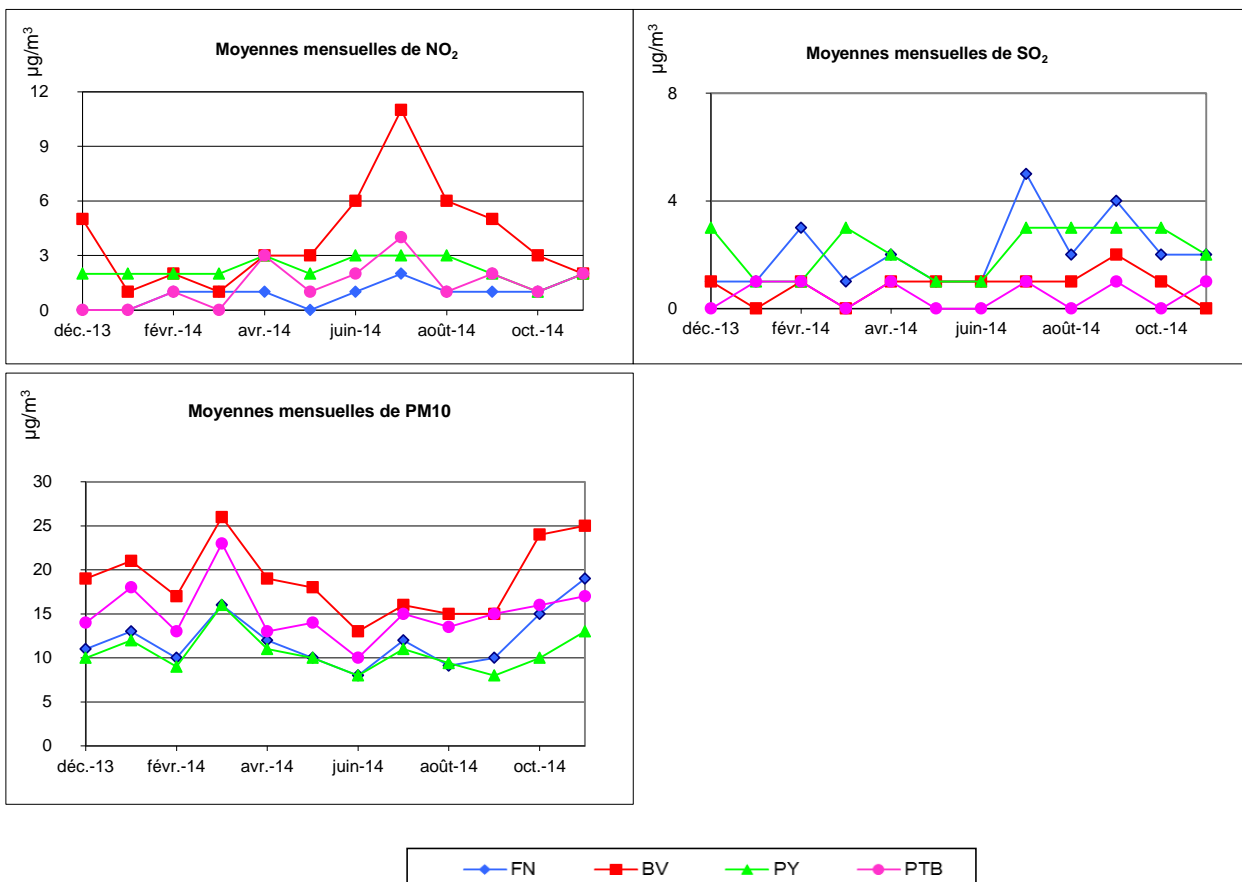 Moyennes mensuelles de NO₂
µg/m³
12
9
6
3
0
déc.-13 févr.-14 avr.-14 juin-14 août-14 oct.-14
Moyennes mensuelles de SO₂
µg/m³
8
4
0
déc.-13 févr.-14 avr.-14 juin-14 août-14 oct.-14
Moyennes mensuelles de PM10
µg/m³
30
25
20
15
10
5
0
déc.-13 févr.-14 avr.-14 juin-14 août-14 oct.-14
FN BV PY PTB